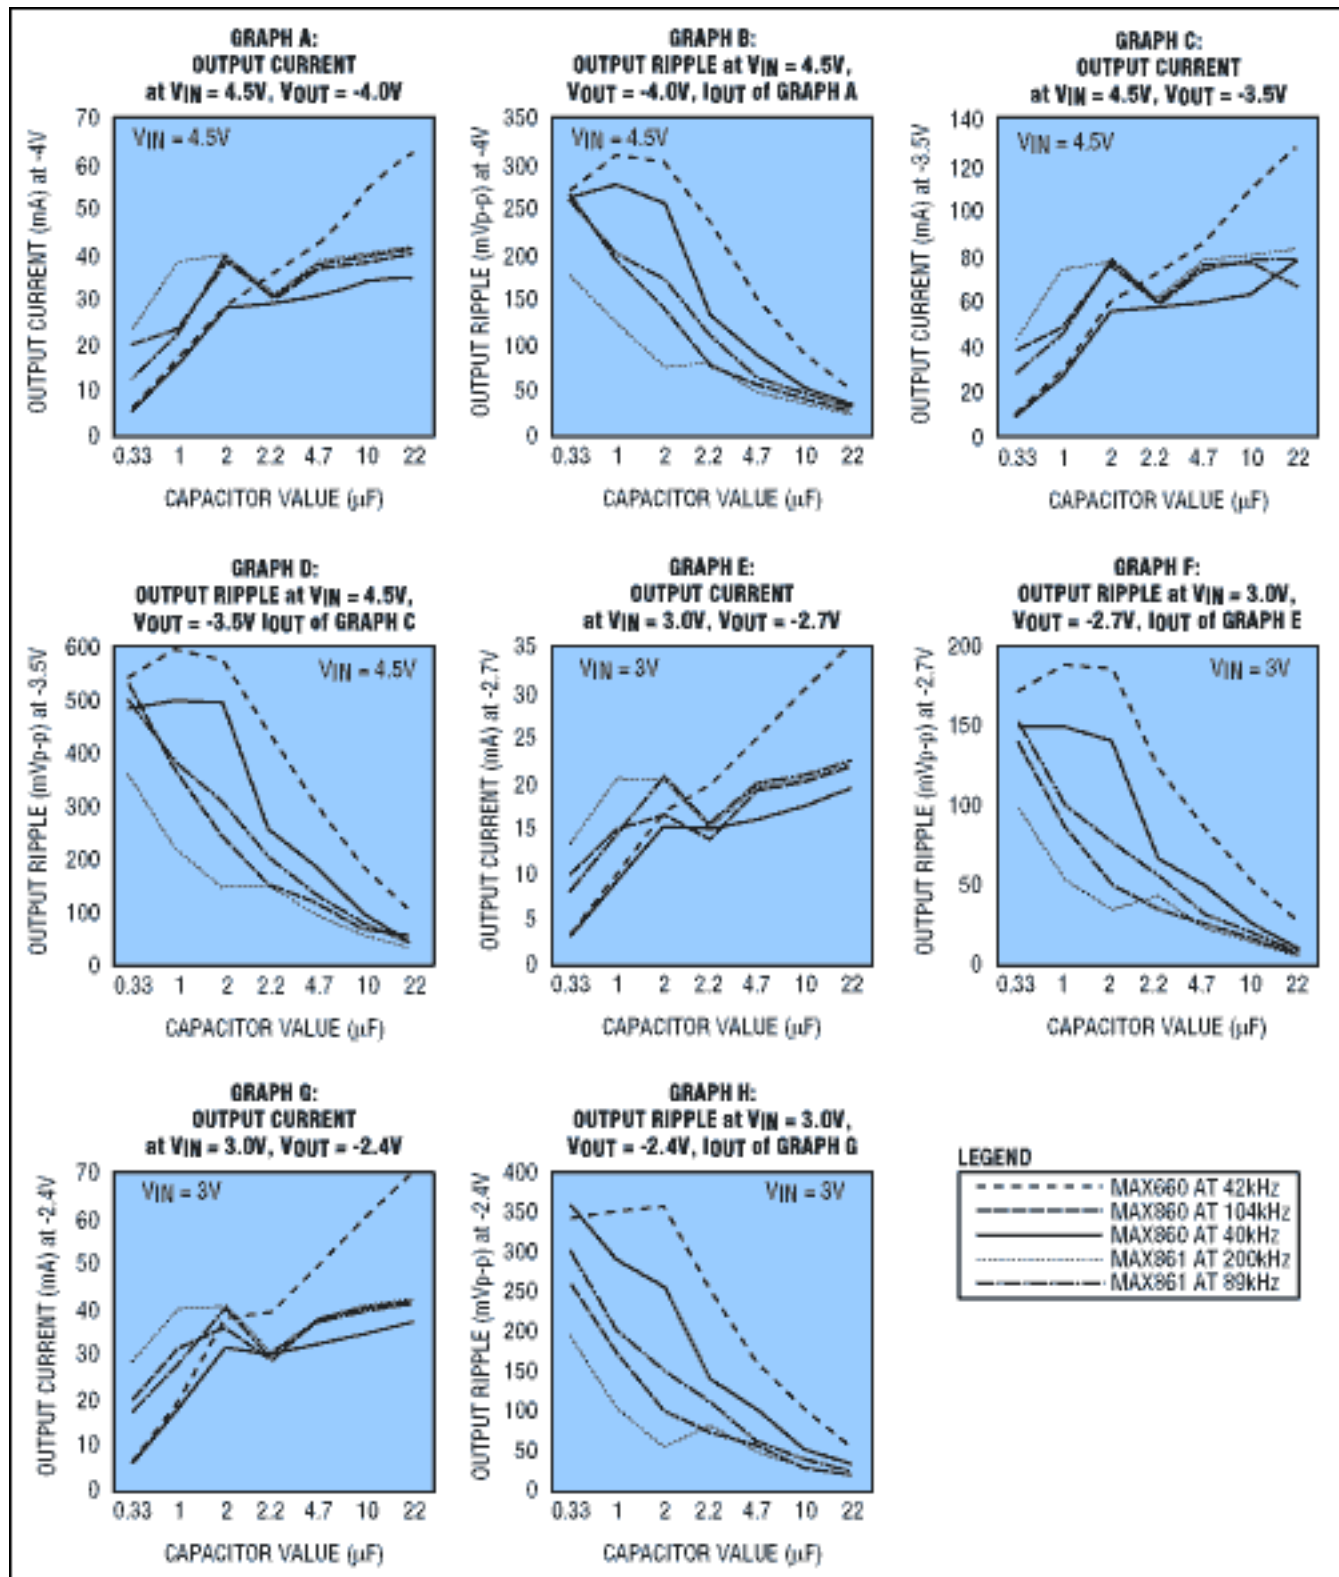 GRAPH A:
OUTPUT CURRENT
at VIN = 4.5V, VOUT = -4.0V
OUTPUT CURRENT (mA) at -4V
VIN = 4.5V
70
60
50
40
30
20
10
0
0.33 1 2 2.2 4.7 10 22
CAPACITOR VALUE (µF)
GRAPH B:
OUTPUT RIPPLE at VIN = 4.5V,
VOUT = -4.0V, IOUT of GRAPH A
OUTPUT RIPPLE (mVp-p) at -4V
VIN = 4.5V
350
300
250
200
150
100
50
0
0.33 1 2 2.2 4.7 10 22
CAPACITOR VALUE (µF)
GRAPH C:
OUTPUT CURRENT
at VIN = 4.5V, VOUT = -3.5V
OUTPUT CURRENT (mA) at -3.5V
VIN = 4.5V
140
120
100
80
60
40
20
0
0.33 1 2 2.2 4.7 10 22
CAPACITOR VALUE (µF)
GRAPH D:
OUTPUT RIPPLE at VIN = 4.5V,
VOUT = -3.5V IOUT of GRAPH C
OUTPUT RIPPLE (mVp-p) at -3.5V
VIN = 4.5V
600
500
400
300
200
100
0
0.33 1 2 2.2 4.7 10 22
CAPACITOR VALUE (µF)
GRAPH E:
OUTPUT CURRENT
at VIN = 3.0V, VOUT = -2.7V
OUTPUT CURRENT (mA) at -2.7V
VIN = 3V
35
30
25
20
15
10
5
0
0.33 1 2 2.2 4.7 10 22
CAPACITOR VALUE (µF)
GRAPH F:
OUTPUT RIPPLE at VIN = 3.0V,
VOUT = -2.7V, IOUT of GRAPH E
OUTPUT RIPPLE (mVp-p) at -2.7V
VIN = 3V
200
150
100
50
0
0.33 1 2 2.2 4.7 10 22
CAPACITOR VALUE (µF)
GRAPH G:
OUTPUT CURRENT
at VIN = 3.0V, VOUT = -2.4V
OUTPUT CURRENT (mA) at -2.4V
VIN = 3V
70
60
50
40
30
20
10
0
0.33 1 2 2.2 4.7 10 22
CAPACITOR VALUE (µF)
GRAPH H:
OUTPUT RIPPLE at VIN = 3.0V,
VOUT = -2.4V, IOUT of GRAPH G
OUTPUT RIPPLE (mVp-p) at -2.4V
VIN = 3V
400
350
300
250
200
150
100
50
0
0.33 1 2 2.2 4.7 10 22
CAPACITOR VALUE (µF)
LEGEND
MAX660 AT 42kHz
MAX860 AT 104kHz
MAX860 AT 40kHz
MAX861 AT 200kHz
MAX861 AT 89kHz